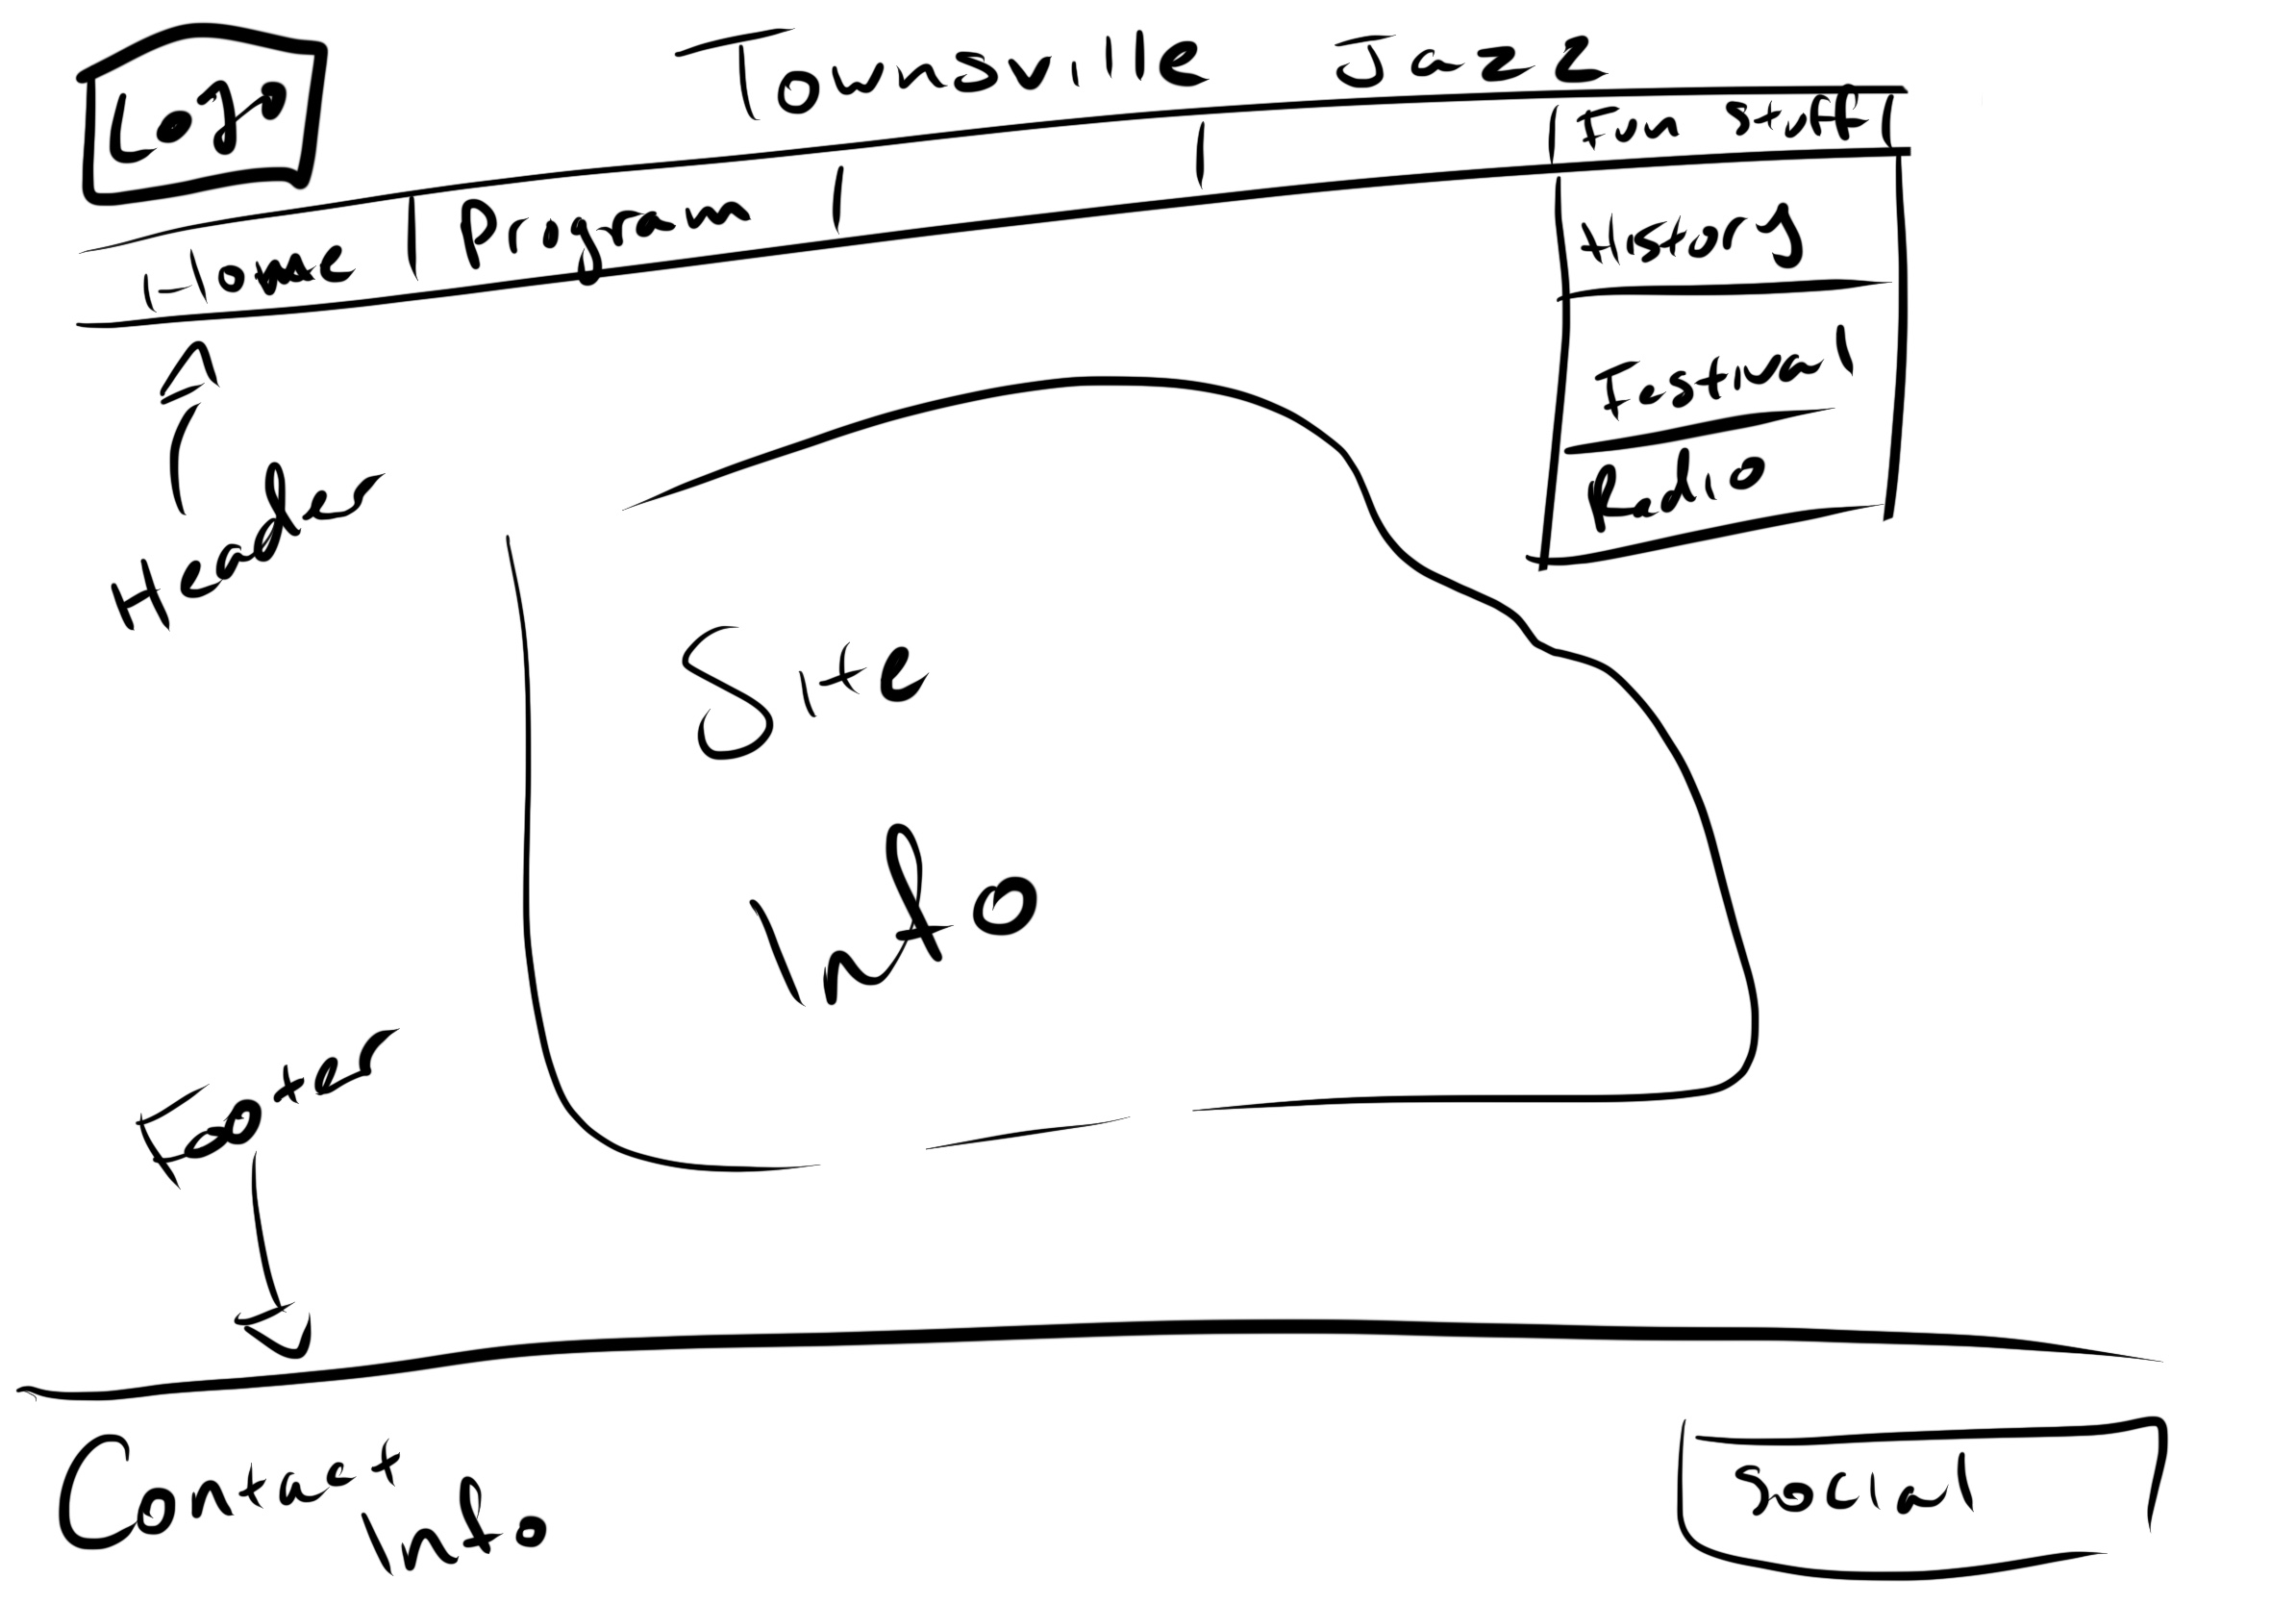 Logo
Townsville Jazz
Home Program Fun stuff
History
Festival
Radio
Header
Site
Info
Footer
Contact
Info
Social